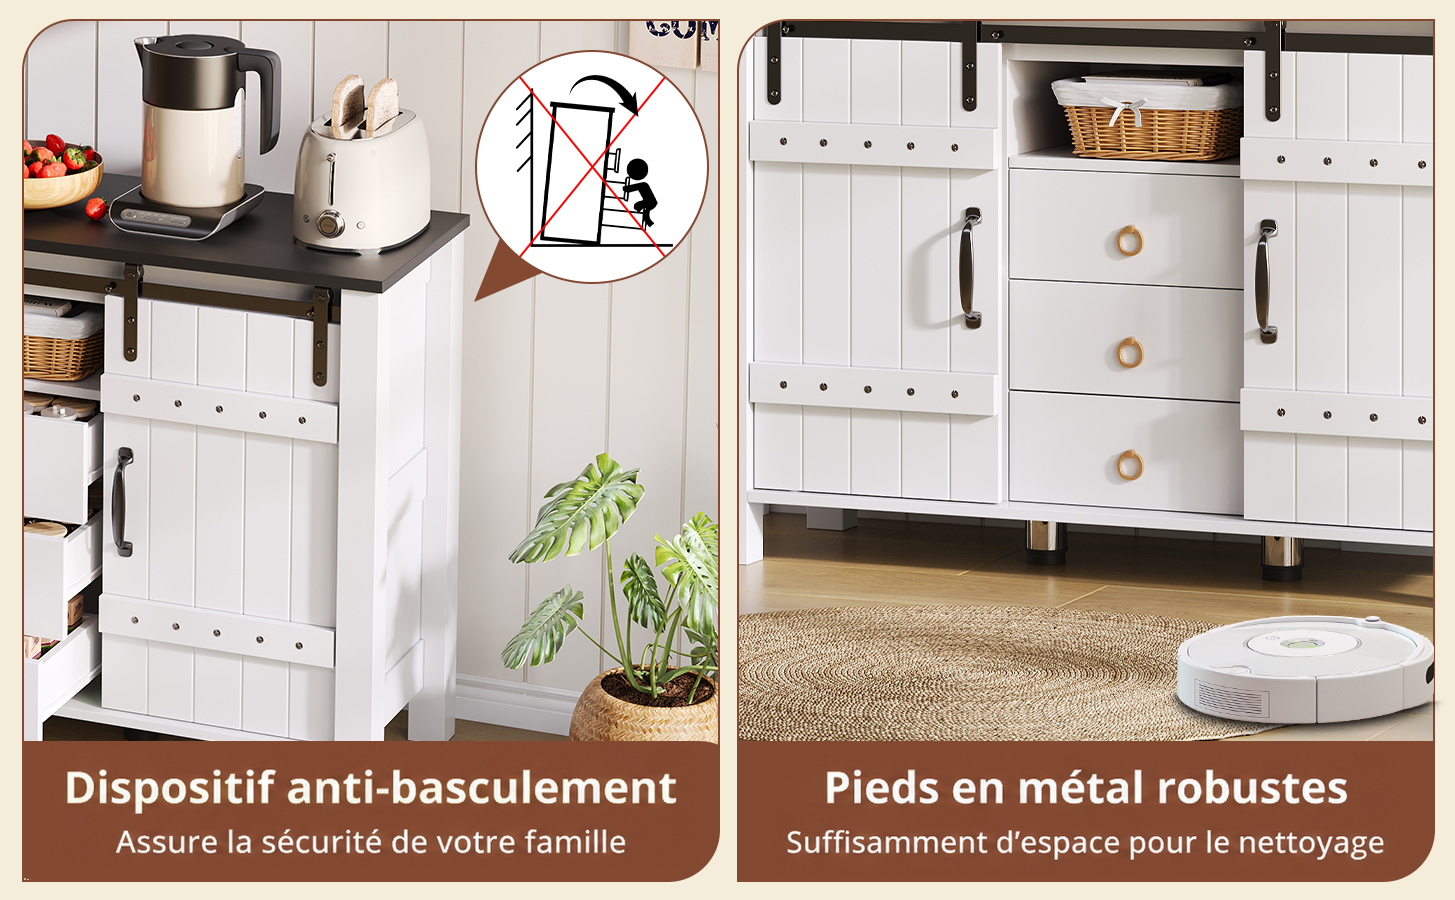 Dispositif anti-basculement
Assure la sécurité de votre famille
Pieds en métal robustes
Suffisamment d’espace pour le nettoyage